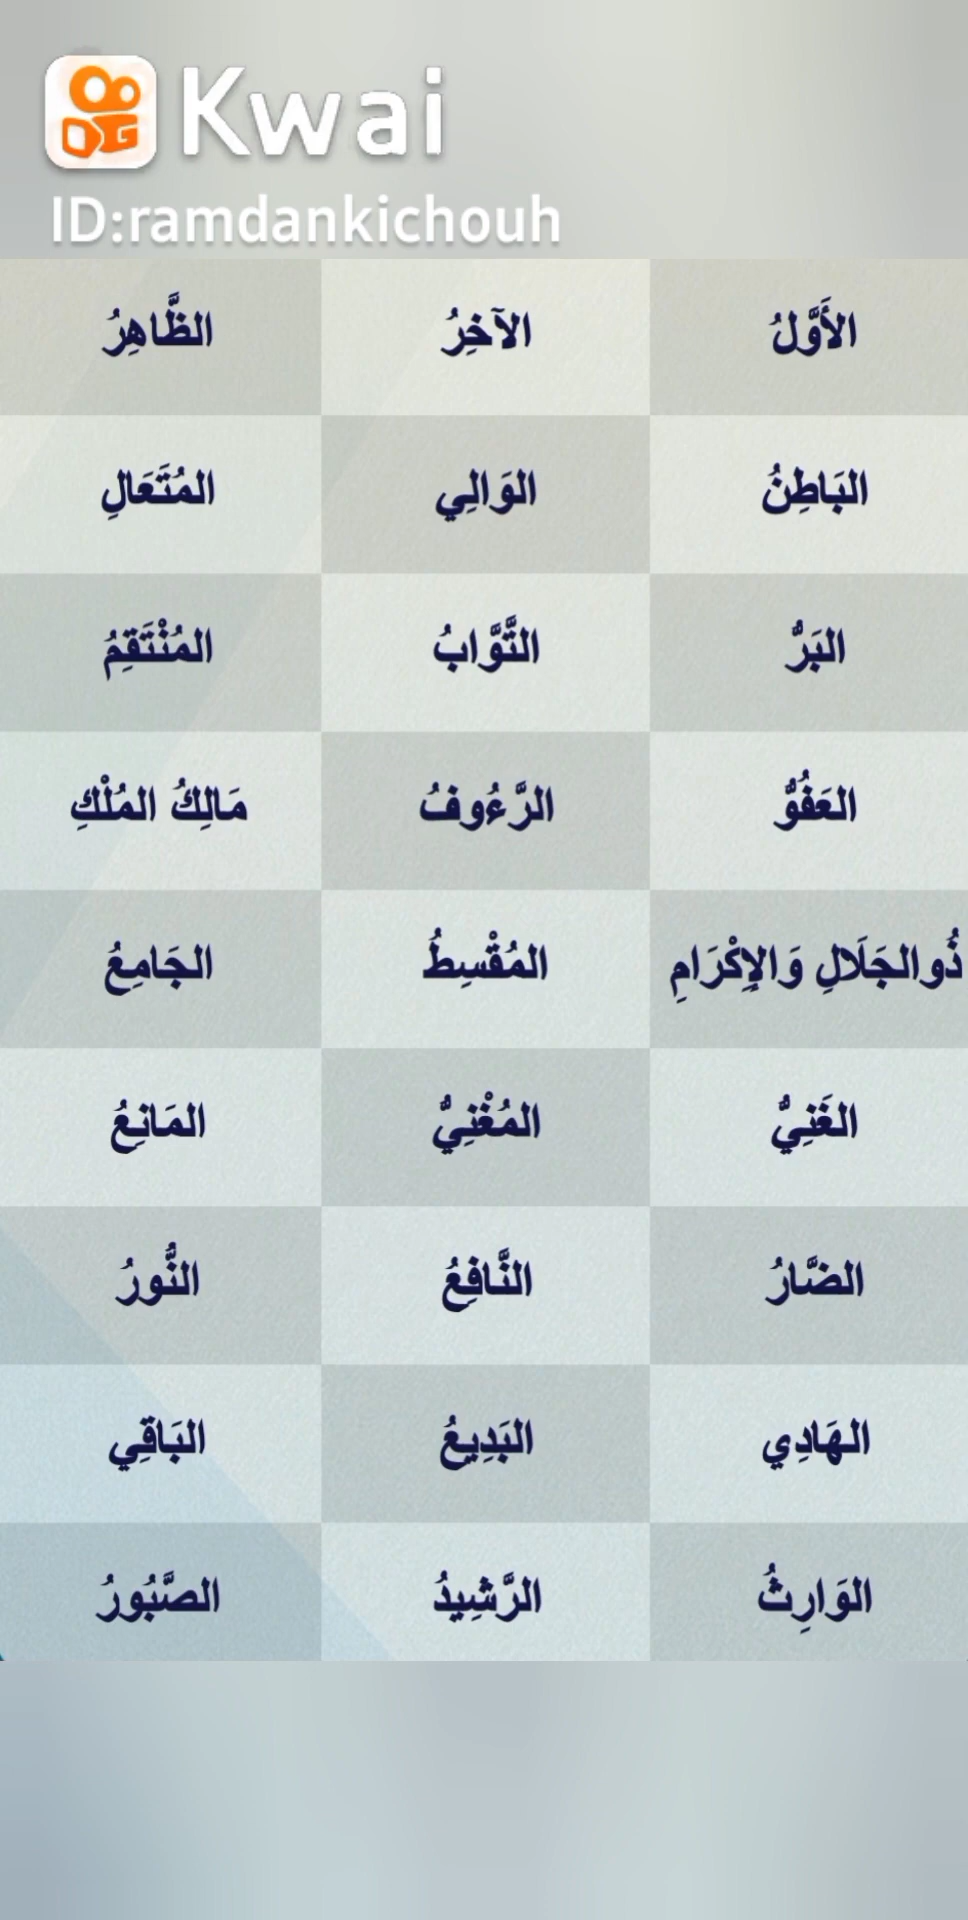 Kwai
ID:ramdankichouh
الأَوَّلُ الآخِرُ الظَّاهِرُ
البَاطِنُ الوَالِي المُتَعَالِ
البَرُّ التَّوَّابُ المُنْتَقِمُ
العَفُوُّ الرَّءُوفُ مَالِكُ المُلْكِ
ذُوالجَلَالِ وَالإِكْرَامِ المُقْسِطُ الجَامِعُ
الغَنِيُّ المُغْنِيُّ المَانِعُ
الضَّارُ النَّافِعُ النُّورُ
الهَادِي البَدِيعُ البَاقِي
الوَارِثُ الرَّشِيدُ الصَّبُورُ